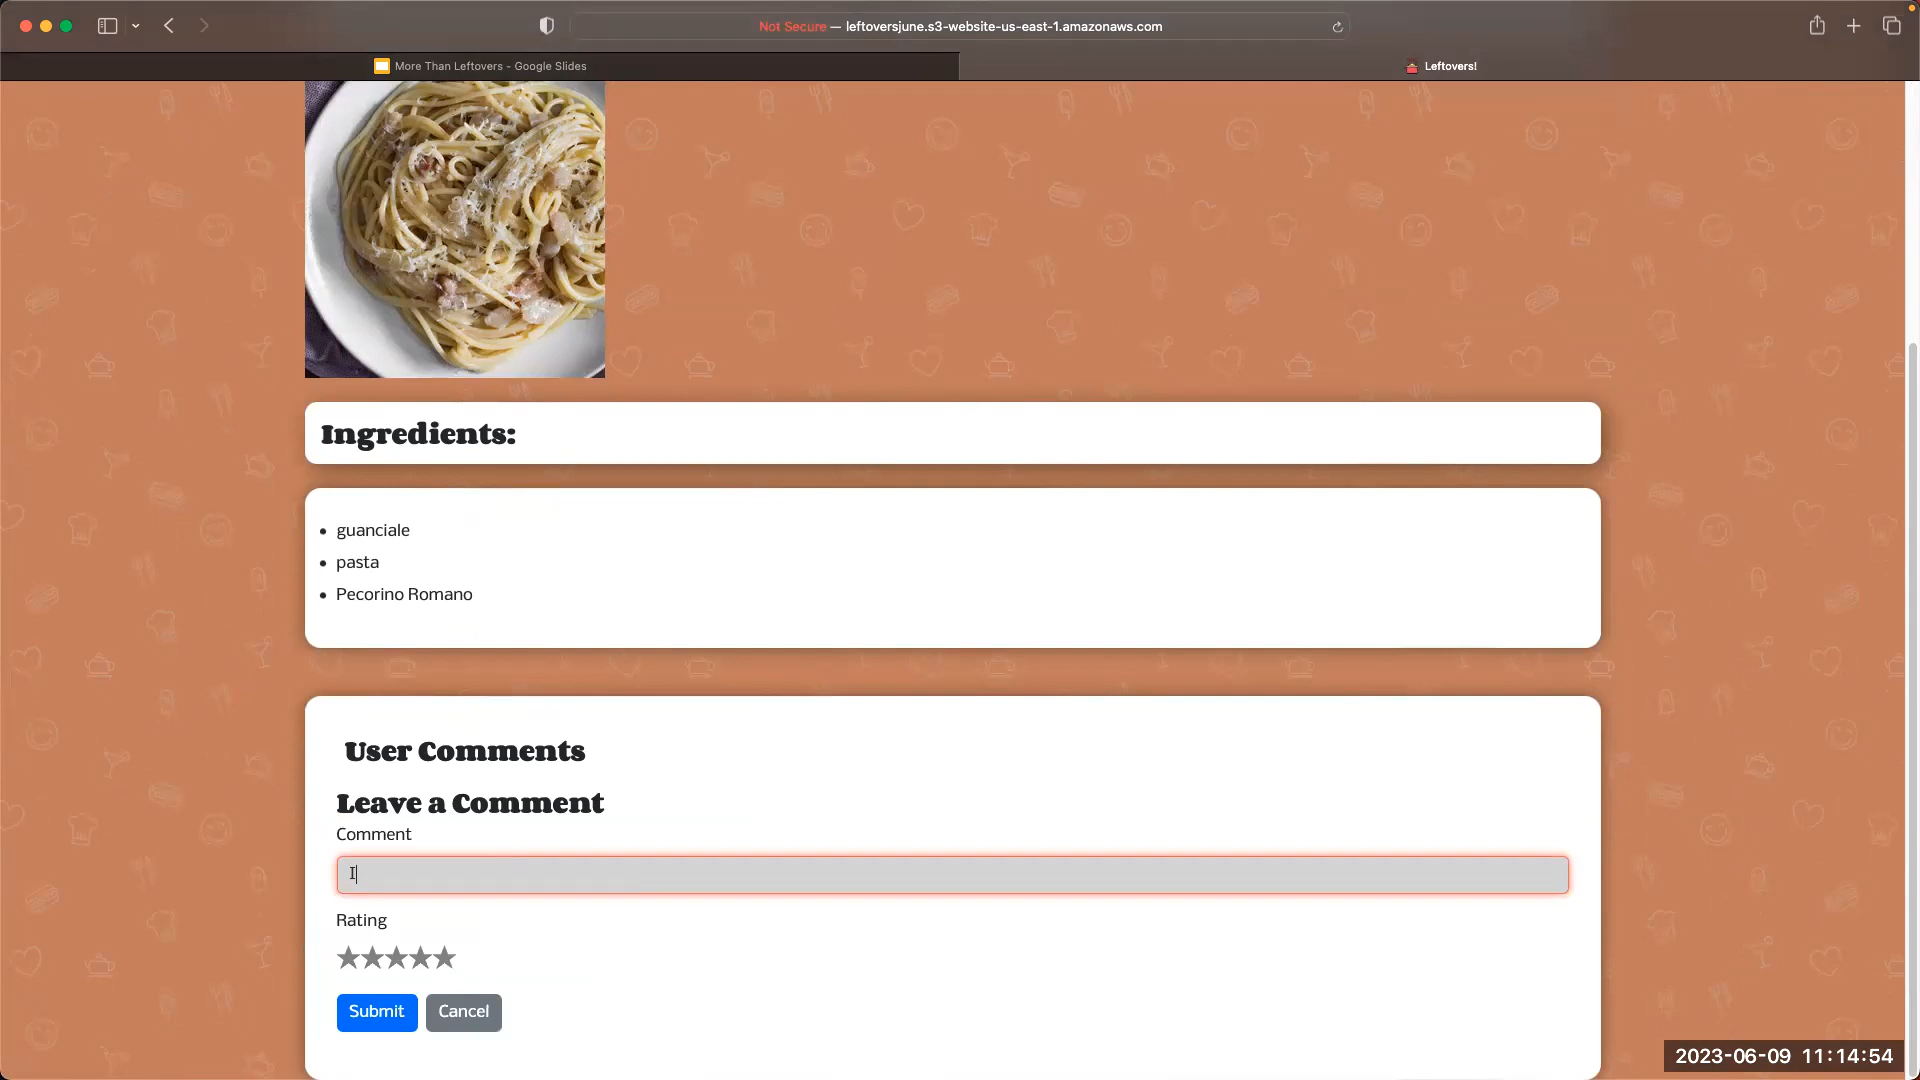 Not Secure — leftoversjune.s3-website-us-east-1.amazonaws.com
More Than Leftovers - Google Slides
Leftovers!
Ingredients:
guanciale
pasta
Pecorino Romano
User Comments
Leave a Comment
Comment
I
Rating
Submit Cancel
2023-06-09 11:14:54